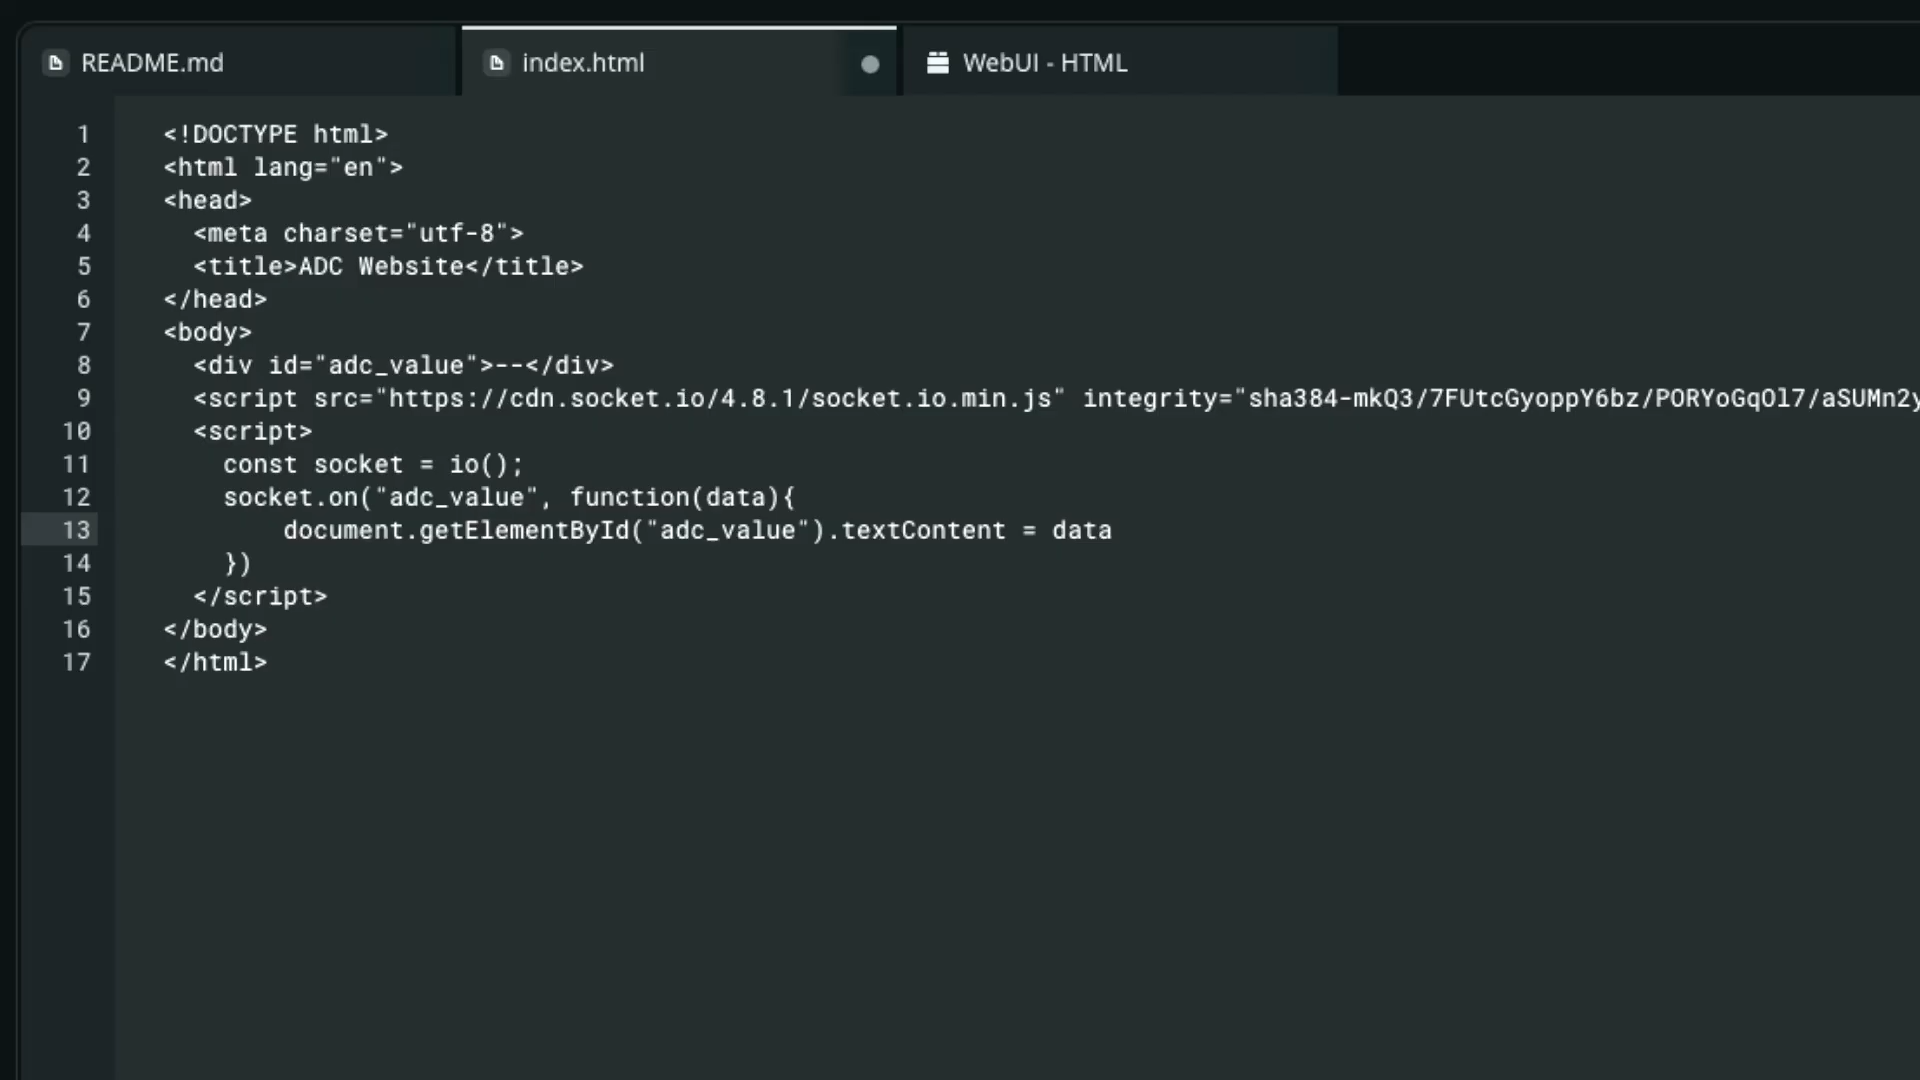 README.md
index.html
WebUI - HTML
1 <!DOCTYPE html>
2 <html lang="en">
3 <head>
4 <meta charset="utf-8">
5 <title>ADC Website</title>
6 </head>
7 <body>
8 <div id="adc_value">--</div>
9 <script src="https://cdn.socket.io/4.8.1/socket.io.min.js" integrity="sha384-mkQ3/7FUtcGyoppY6bz/PORYoGqOl7/aSUMn2y
10 <script>
11 const socket = io();
12 socket.on("adc_value", function(data){
13 document.getElementById("adc_value").textContent = data
14 })
15 </script>
16 </body>
17 </html>